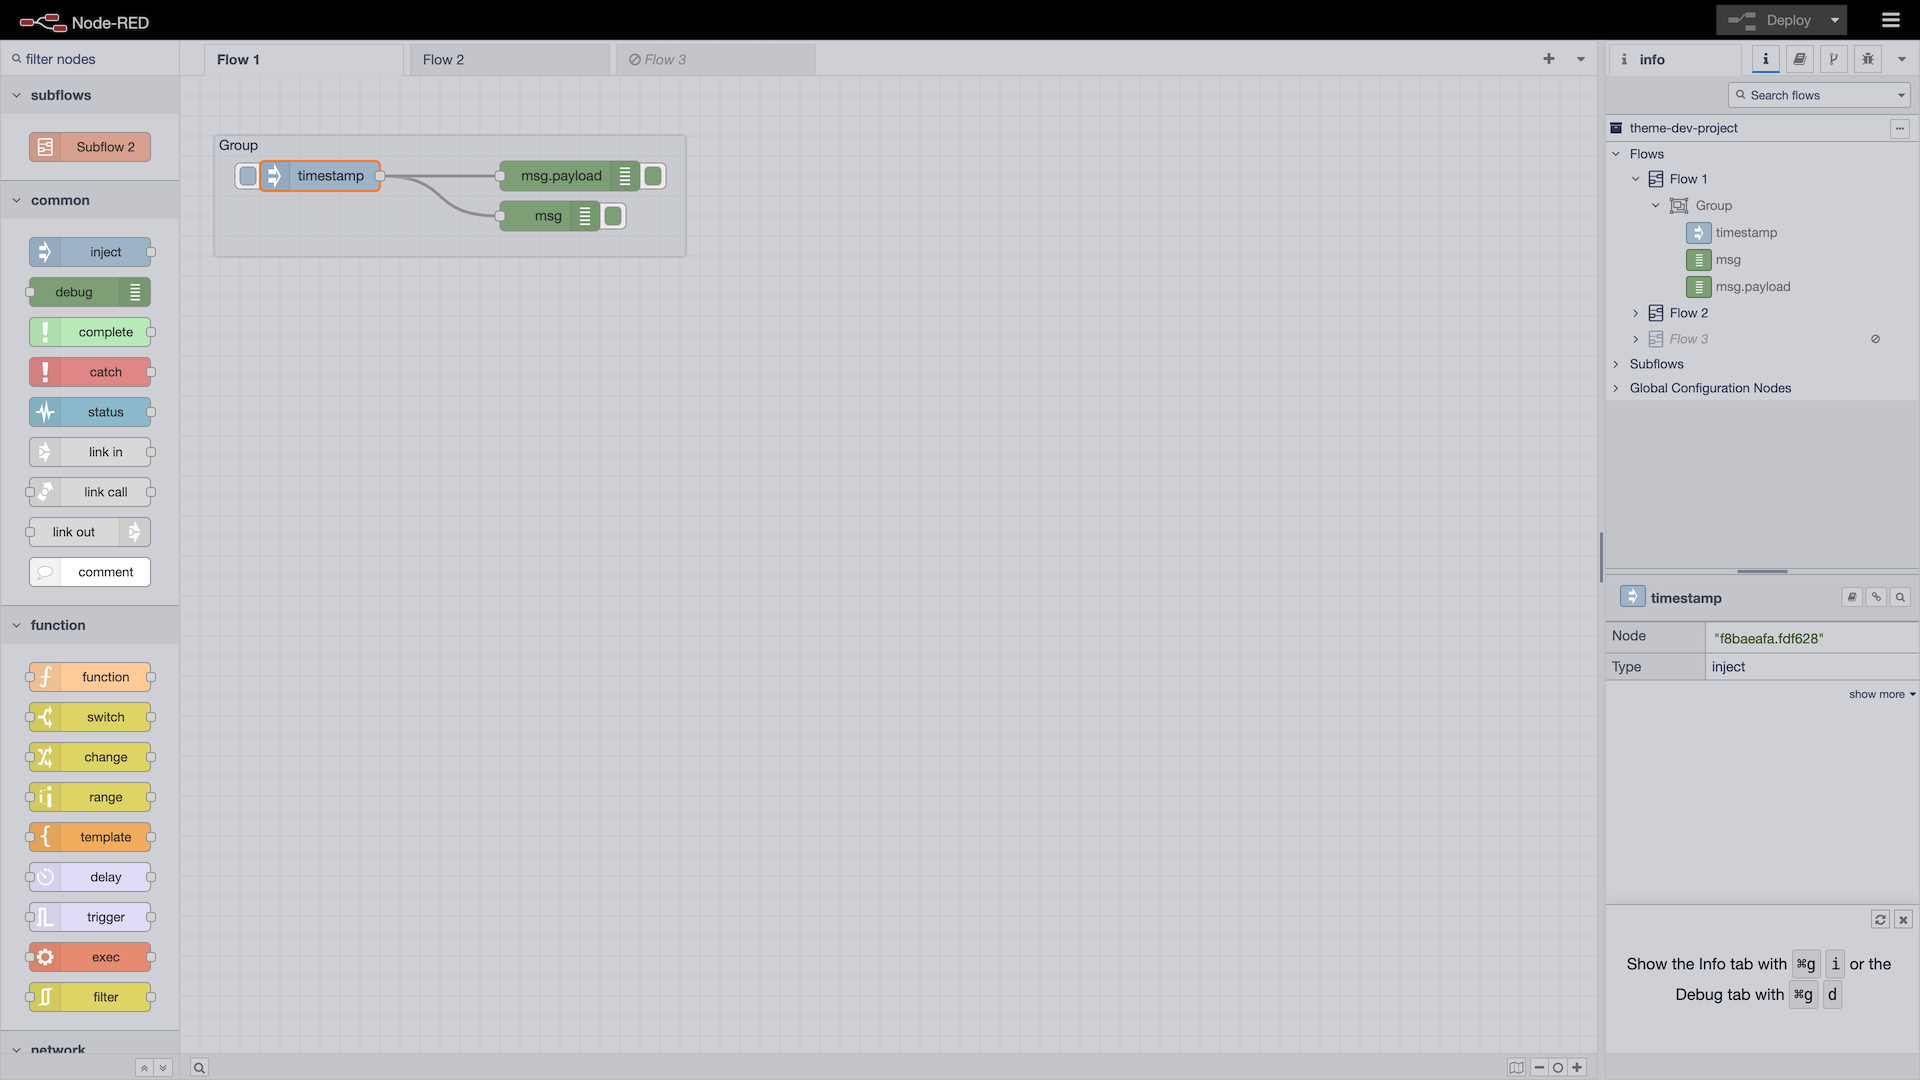 Node-RED
Deploy
filter nodes
Flow 1
Flow 2
Flow 3
info
Search flows
subflows
Subflow 2
common
inject
debug
complete
catch
status
link in
link call
link out
comment
function
function
switch
change
range
template
delay
trigger
exec
filter
network
Group
timestamp
msg.payload
msg
theme-dev-project
Flows
Flow 1
Group
timestamp
msg
msg.payload
Flow 2
Flow 3
Subflows
Global Configuration Nodes
timestamp
Node "f8baeafa.fdf628"
Type inject
show more
Show the Info tab with ⌘g i or the
Debug tab with ⌘g d